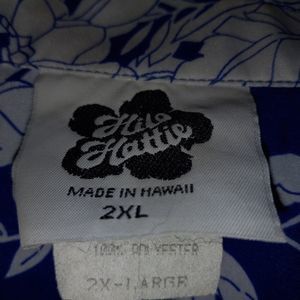 Hilo
Hattie
MADE IN HAWAII
2XL
100% POLYESTER
2X-LARGE